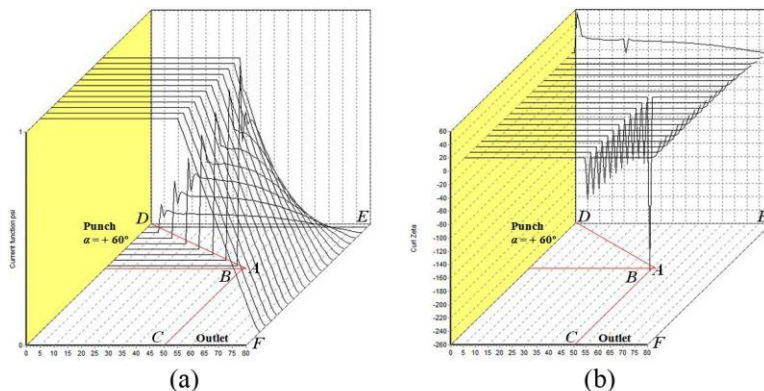 D
E
Punch
α = + 60°
A
B
C
Outlet
F
Current function psi
1
0
0 5 10 15 20 25 30 35 40 45 50 55 60 65 70 75 80
(a)
60
40
20
0
-20
-40
-60
-80
-100
-120
-140
-160
-180
-200
-220
-240
-260
Curl Zeta
D
Punch
α = + 60°
A
B
C
Outlet
F
0 5 10 15 20 25 30 35 40 45 50 55 60 65 70 75 80
(b)